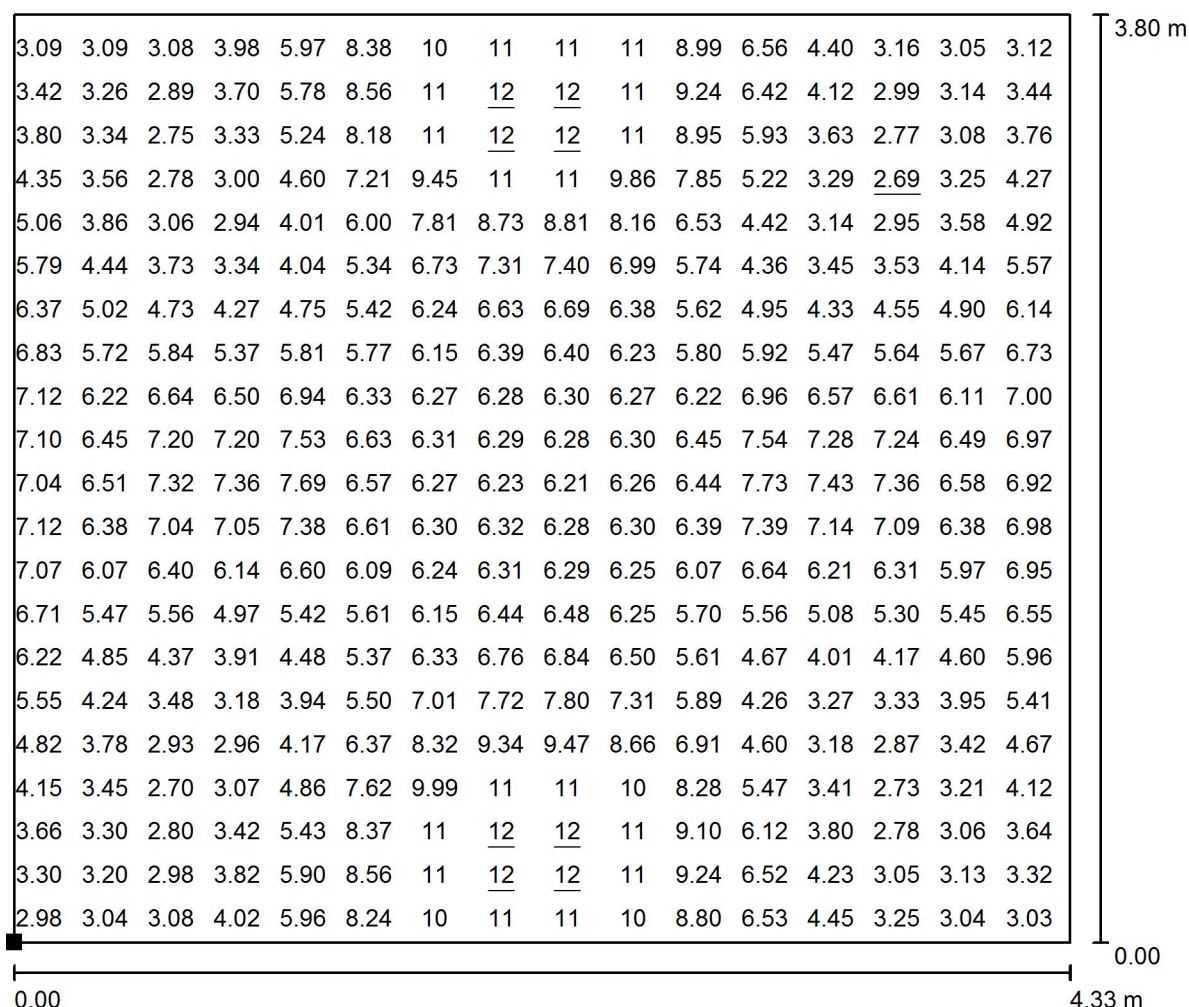 3.80 m
3.09 3.09 3.08 3.98 5.97 8.38 10 11 11 11 8.99 6.56 4.40 3.16 3.05 3.12
3.42 3.26 2.89 3.70 5.78 8.56 11 12 12 11 9.24 6.42 4.12 2.99 3.14 3.44
3.80 3.34 2.75 3.33 5.24 8.18 11 12 12 11 8.95 5.93 3.63 2.77 3.08 3.76
4.35 3.56 2.78 3.00 4.60 7.21 9.45 11 11 9.86 7.85 5.22 3.29 2.69 3.25 4.27
5.06 3.86 3.06 2.94 4.01 6.00 7.81 8.73 8.81 8.16 6.53 4.42 3.14 2.95 3.58 4.92
5.79 4.44 3.73 3.34 4.04 5.34 6.73 7.31 7.40 6.99 5.74 4.36 3.45 3.53 4.14 5.57
6.37 5.02 4.73 4.27 4.75 5.42 6.24 6.63 6.69 6.38 5.62 4.95 4.33 4.55 4.90 6.14
6.83 5.72 5.84 5.37 5.81 5.77 6.15 6.39 6.40 6.23 5.80 5.92 5.47 5.64 5.67 6.73
7.12 6.22 6.64 6.50 6.94 6.33 6.27 6.28 6.30 6.27 6.22 6.96 6.57 6.61 6.11 7.00
7.10 6.45 7.20 7.20 7.53 6.63 6.31 6.29 6.28 6.30 6.45 7.54 7.28 7.24 6.49 6.97
7.04 6.51 7.32 7.36 7.69 6.57 6.27 6.23 6.21 6.26 6.44 7.73 7.43 7.36 6.58 6.92
7.12 6.38 7.04 7.05 7.38 6.61 6.30 6.32 6.28 6.30 6.39 7.39 7.14 7.09 6.38 6.98
7.07 6.07 6.40 6.14 6.60 6.09 6.24 6.31 6.29 6.25 6.07 6.64 6.21 6.31 5.97 6.95
6.71 5.47 5.56 4.97 5.42 5.61 6.15 6.44 6.48 6.25 5.70 5.56 5.08 5.30 5.45 6.55
6.22 4.85 4.37 3.91 4.48 5.37 6.33 6.76 6.84 6.50 5.61 4.67 4.01 4.17 4.60 5.96
5.55 4.24 3.48 3.18 3.94 5.50 7.01 7.72 7.80 7.31 5.89 4.26 3.27 3.33 3.95 5.41
4.82 3.78 2.93 2.96 4.17 6.37 8.32 9.34 9.47 8.66 6.91 4.60 3.18 2.87 3.42 4.67
4.15 3.45 2.70 3.07 4.86 7.62 9.99 11 11 10 8.28 5.47 3.41 2.73 3.21 4.12
3.66 3.30 2.80 3.42 5.43 8.37 11 12 12 11 9.10 6.12 3.80 2.78 3.06 3.64
3.30 3.20 2.98 3.82 5.90 8.56 11 12 12 11 9.24 6.52 4.23 3.05 3.13 3.32
2.98 3.04 3.08 4.02 5.96 8.24 10 11 11 10 8.80 6.53 4.45 3.25 3.04 3.03
0.00
0.00 4.33 m